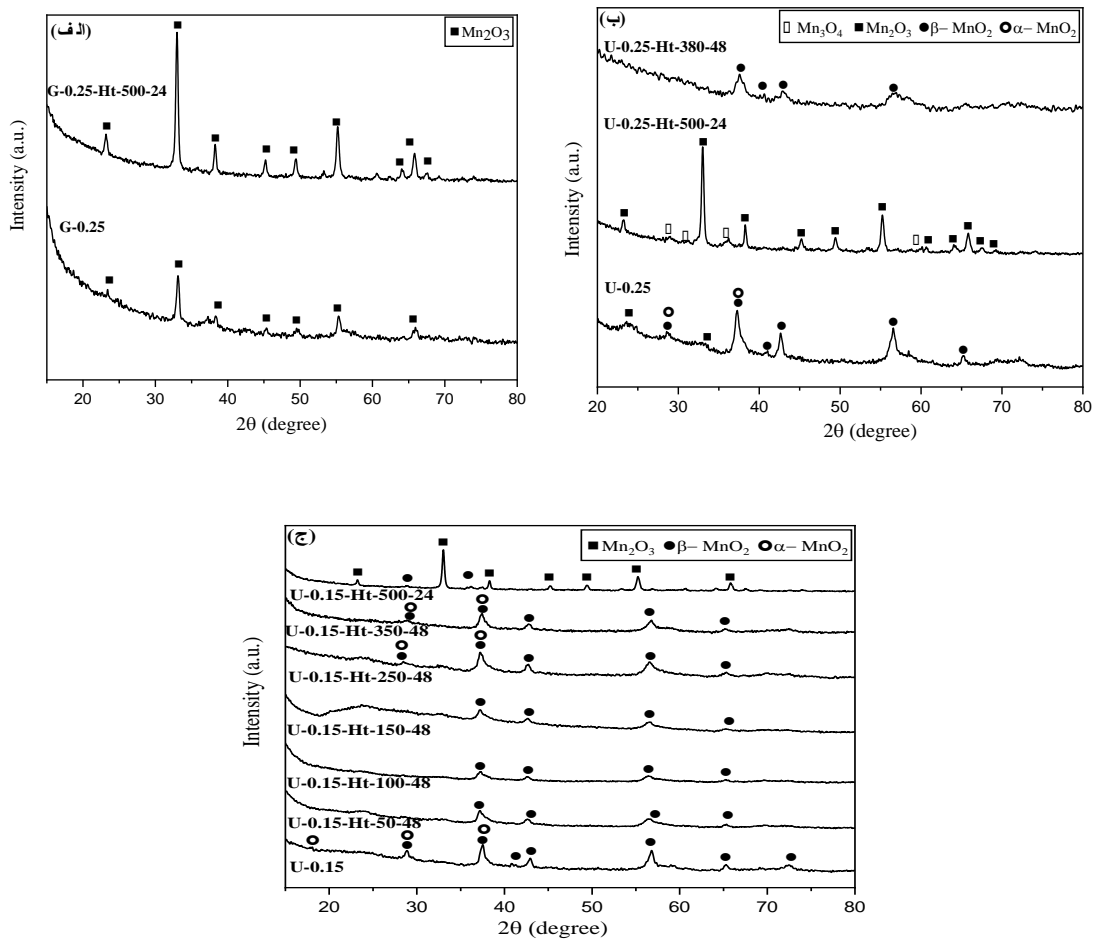 (الف)
■ Mn₂O₃
G-0.25-Ht-500-24
G-0.25
Intensity (a.u.)
20 30 40 50 60 70 80
2θ (degree)
(ب)
▯ Mn₃O₄ ■ Mn₂O₃ ● β– MnO₂ ○ α– MnO₂
U-0.25-Ht-380-48
U-0.25-Ht-500-24
U-0.25
Intensity (a.u.)
20 30 40 50 60 70 80
2θ (degree)
(ج)
■ Mn₂O₃ ● β– MnO₂ ○ α– MnO₂
U-0.15-Ht-500-24
U-0.15-Ht-350-48
U-0.15-Ht-250-48
U-0.15-Ht-150-48
U-0.15-Ht-100-48
U-0.15-Ht-50-48
U-0.15
Intensity (a.u.)
20 30 40 50 60 70 80
2θ (degree)